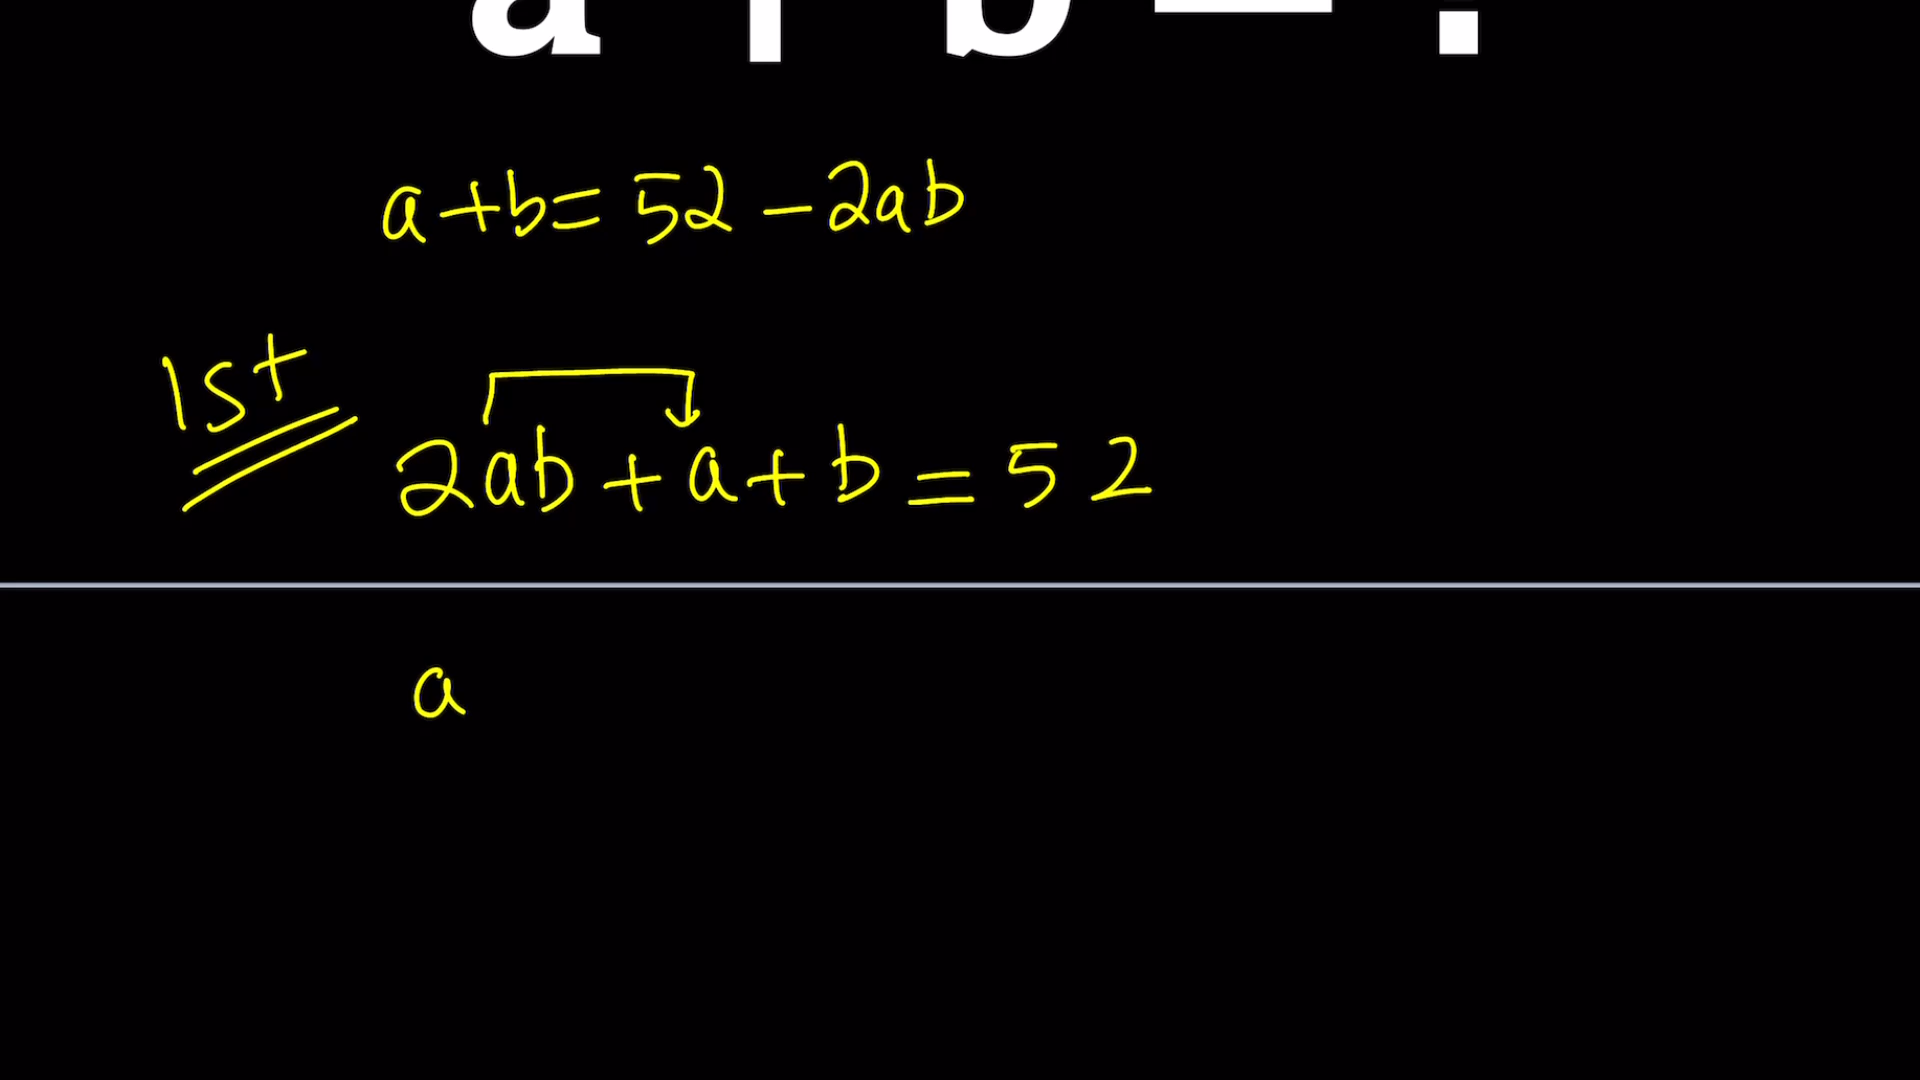 a + b = ?
a + b = 52 - 2ab
1st
2ab + a + b = 52
a